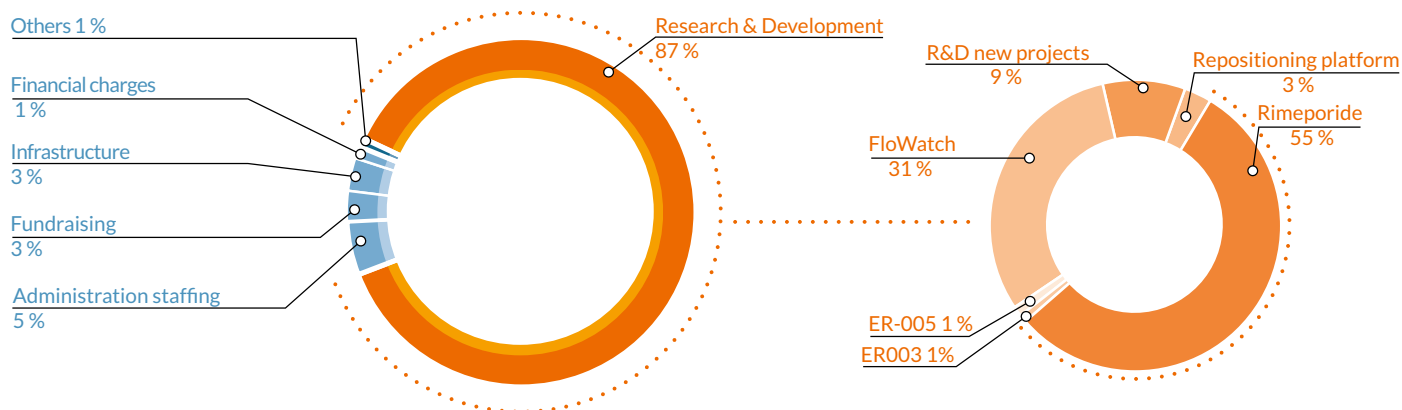 Others 1 %
Financial charges
1 %
Infrastructure
3 %
Fundraising
3 %
Administration staffing
5 %
Research & Development
87 %
R&D new projects
9 %
Repositioning platform
3 %
Rimeporide
55 %
FloWatch
31 %
ER-005 1 %
ER003 1%